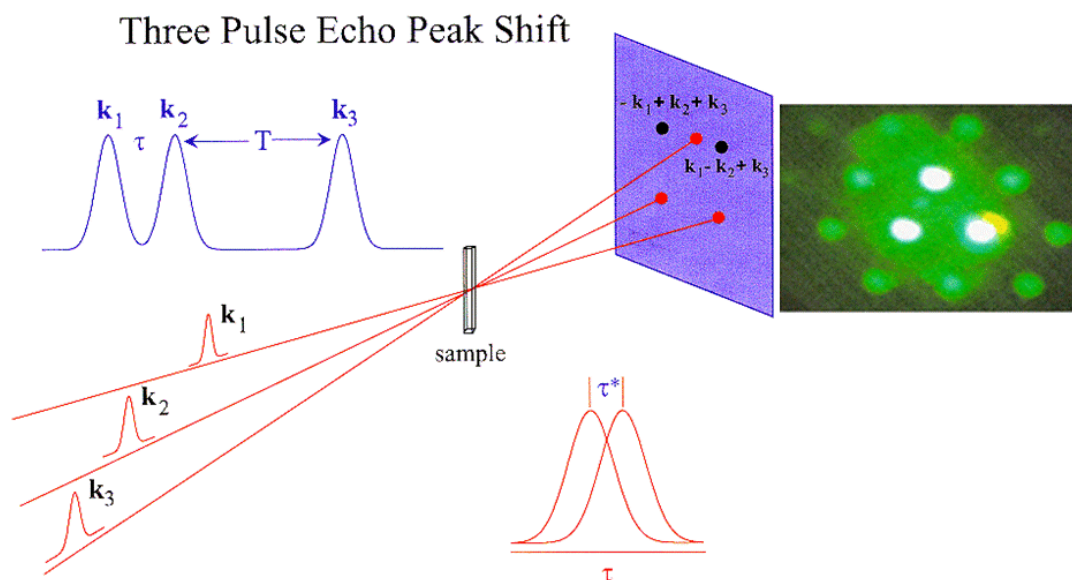 Three Pulse Echo Peak Shift
k₁ k₂ k₃
τ T
- k₁+ k₂+ k₃
k₁- k₂+ k₃
k₁
sample
k₂
k₃
τ*
τ